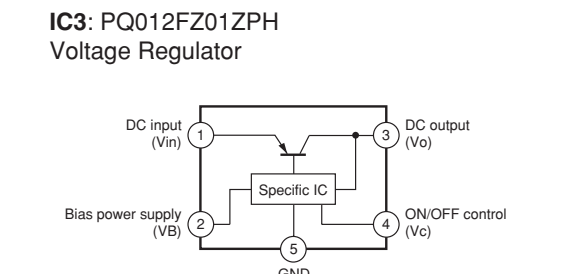 IC3: PQ012FZ01ZPH
Voltage Regulator
DC input
(Vin)
1
3
DC output
(Vo)
Specific IC
Bias power supply
(VB)
2
4
ON/OFF control
(Vc)
5
GND